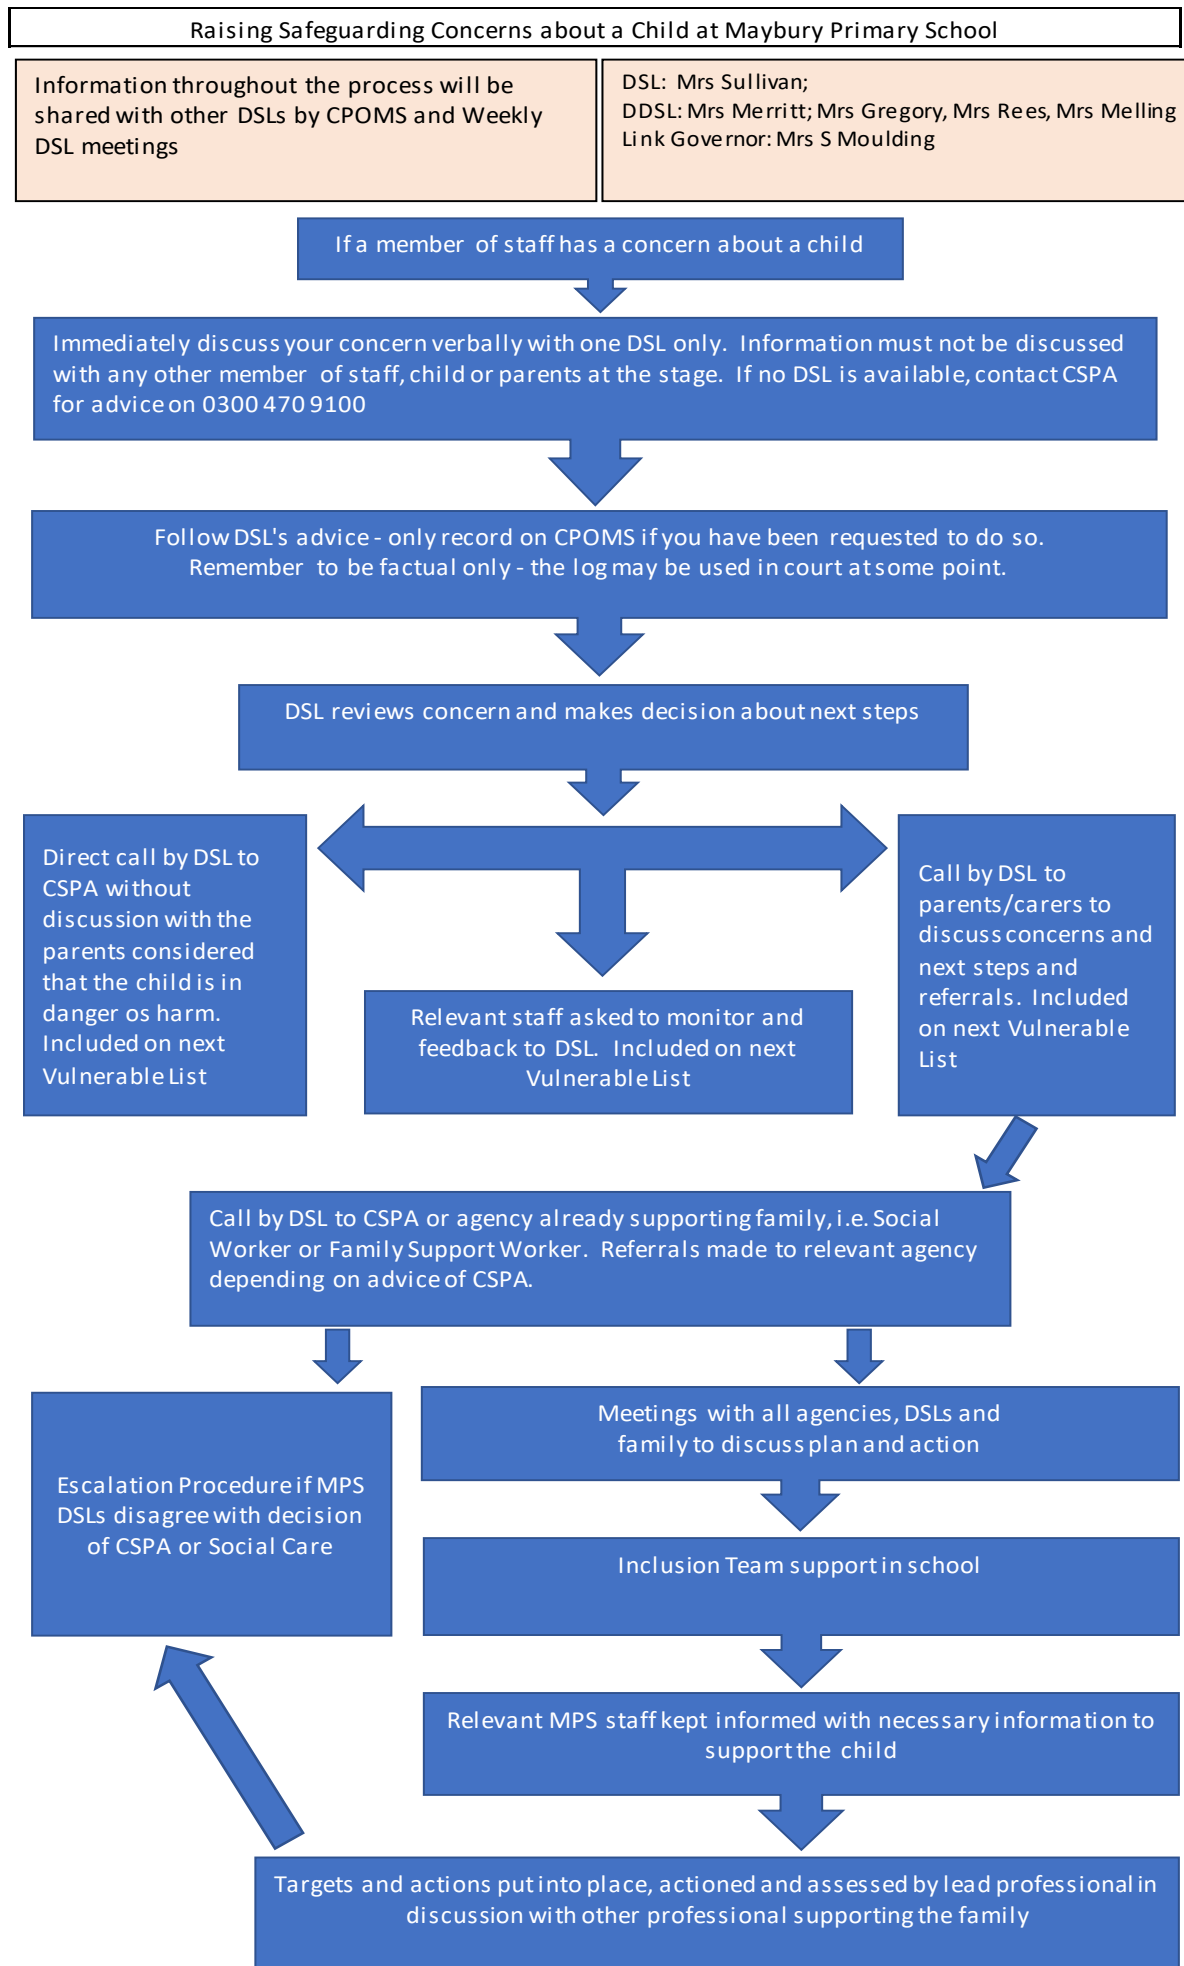 Raising Safeguarding Concerns about a Child at Maybury Primary School
Information throughout the process will be
shared with other DSLs by CPOMS and Weekly
DSL meetings
DSL: Mrs Sullivan;
DDSL: Mrs Merritt; Mrs Gregory, Mrs Rees, Mrs Melling
Link Governor: Mrs S Moulding
If a member of staff has a concern about a child
Immediately discuss your concern verbally with one DSL only. Information must not be discussed
with any other member of staff, child or parents at the stage. If no DSL is available, contact CSPA
for advice on 0300 470 9100
Follow DSL's advice - only record on CPOMS if you have been requested to do so.
Remember to be factual only - the log may be used in court at some point.
DSL reviews concern and makes decision about next steps
Direct call by DSL to
CSPA without
discussion with the
parents considered
that the child is in
danger os harm.
Included on next
Vulnerable List
Relevant staff asked to monitor and
feedback to DSL. Included on next
Vulnerable List
Call by DSL to
parents/carers to
discuss concerns and
next steps and
referrals. Included
on next Vulnerable
List
Call by DSL to CSPA or agency already supporting family, i.e. Social
Worker or Family Support Worker. Referrals made to relevant agency
depending on advice of CSPA.
Escalation Procedure if MPS
DSLs disagree with decision
of CSPA or Social Care
Meetings with all agencies, DSLs and
family to discuss plan and action
Inclusion Team support in school
Relevant MPS staff kept informed with necessary information to
support the child
Targets and actions put into place, actioned and assessed by lead professional in
discussion with other professional supporting the family